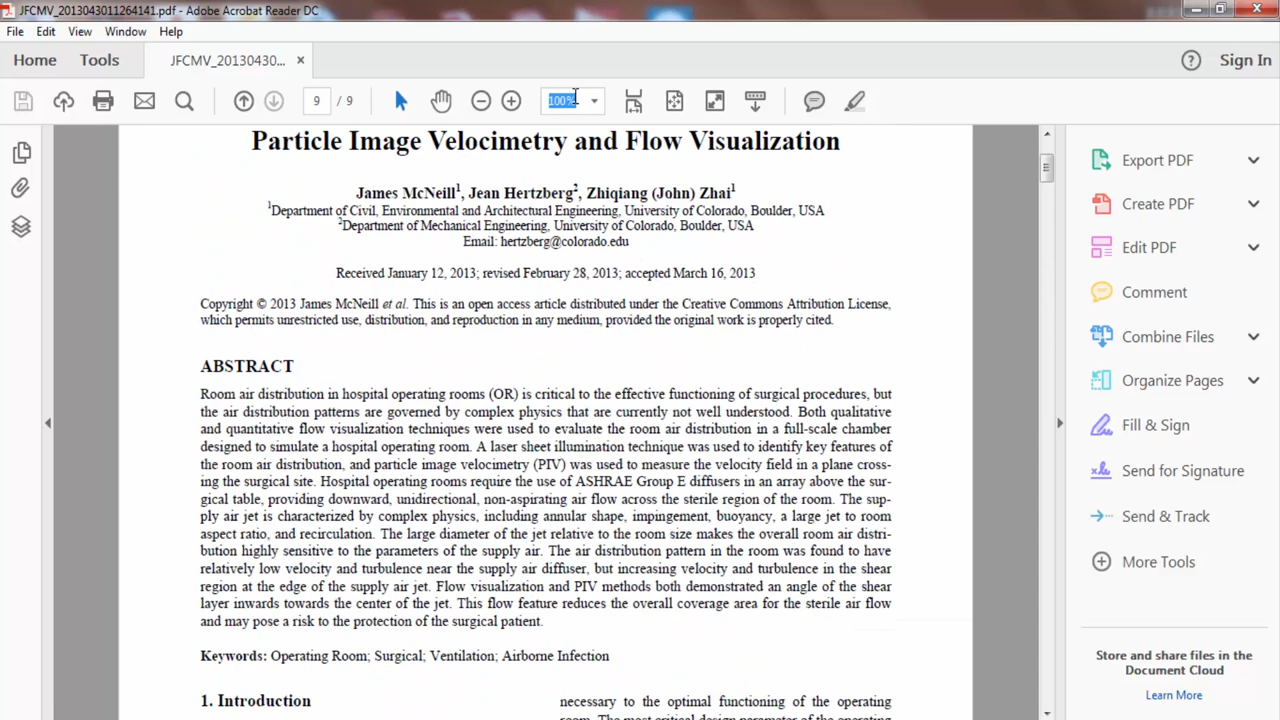 JFCMV_2013043011264141.pdf - Adobe Acrobat Reader DC
File Edit View Window Help
Home Tools JFCMV_20130430... × Sign In
9 / 9 100%
Particle Image Velocimetry and Flow Visualization
James McNeill1, Jean Hertzberg2, Zhiqiang (John) Zhai1
1Department of Civil, Environmental and Architectural Engineering, University of Colorado, Boulder, USA
2Department of Mechanical Engineering, University of Colorado, Boulder, USA
Email: hertzberg@colorado.edu
Received January 12, 2013; revised February 28, 2013; accepted March 16, 2013
Copyright © 2013 James McNeill et al. This is an open access article distributed under the Creative Commons Attribution License,
which permits unrestricted use, distribution, and reproduction in any medium, provided the original work is properly cited.
ABSTRACT
Room air distribution in hospital operating rooms (OR) is critical to the effective functioning of surgical procedures, but
the air distribution patterns are governed by complex physics that are currently not well understood. Both qualitative
and quantitative flow visualization techniques were used to evaluate the room air distribution in a full-scale chamber
designed to simulate a hospital operating room. A laser sheet illumination technique was used to identify key features of
the room air distribution, and particle image velocimetry (PIV) was used to measure the velocity field in a plane cross-
ing the surgical site. Hospital operating rooms require the use of ASHRAE Group E diffusers in an array above the sur-
gical table, providing downward, unidirectional, non-aspirating air flow across the sterile region of the room. The sup-
ply air jet is characterized by complex physics, including annular shape, impingement, buoyancy, a large jet to room
aspect ratio, and recirculation. The large diameter of the jet relative to the room size makes the overall room air distri-
bution highly sensitive to the parameters of the supply air. The air distribution pattern in the room was found to have
relatively low velocity and turbulence near the supply air diffuser, but increasing velocity and turbulence in the shear
region at the edge of the supply air jet. Flow visualization and PIV methods both demonstrated an angle of the shear
layer inwards towards the center of the jet. This flow feature reduces the overall coverage area for the sterile air flow
and may pose a risk to the protection of the surgical patient.
Keywords: Operating Room; Surgical; Ventilation; Airborne Infection
1. Introduction
necessary to the optimal functioning of the operating
room. The most critical design parameter of the operating
Export PDF
Create PDF
Edit PDF
Comment
Combine Files
Organize Pages
Fill & Sign
Send for Signature
Send & Track
More Tools
Store and share files in the
Document Cloud
Learn More